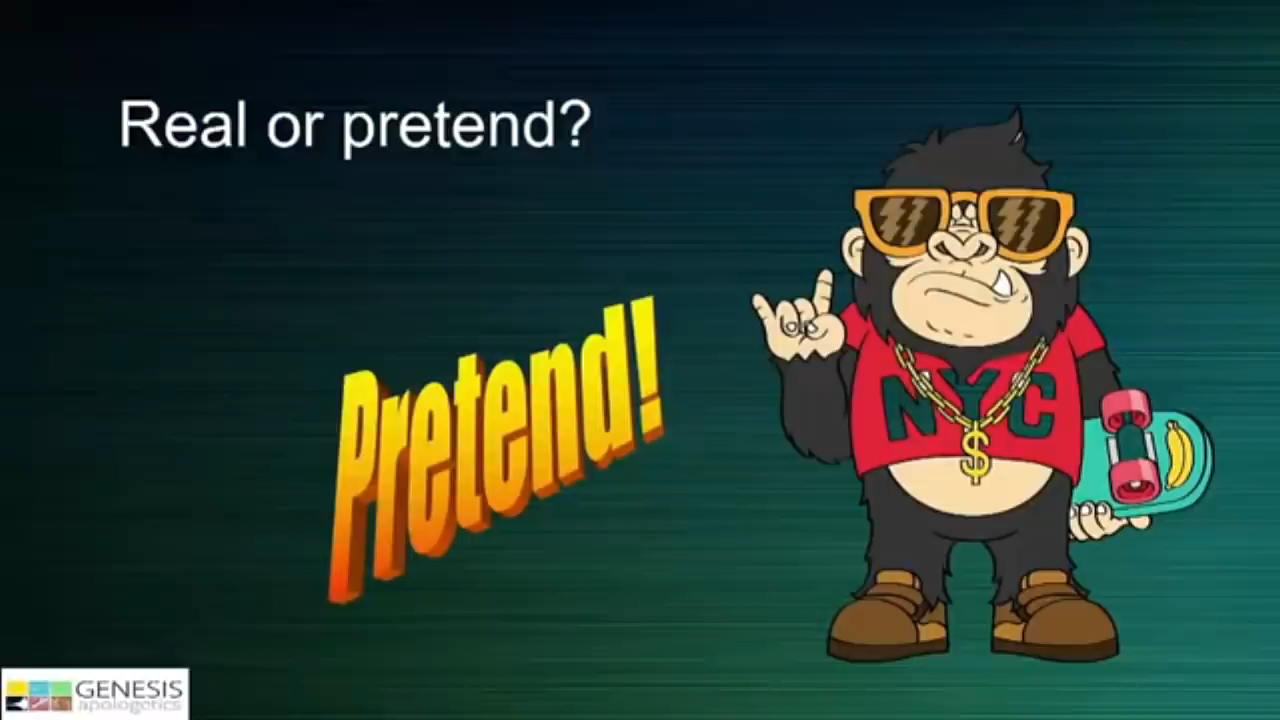 Real or pretend?
Pretend!
NYC
$
GENESIS
apologetics